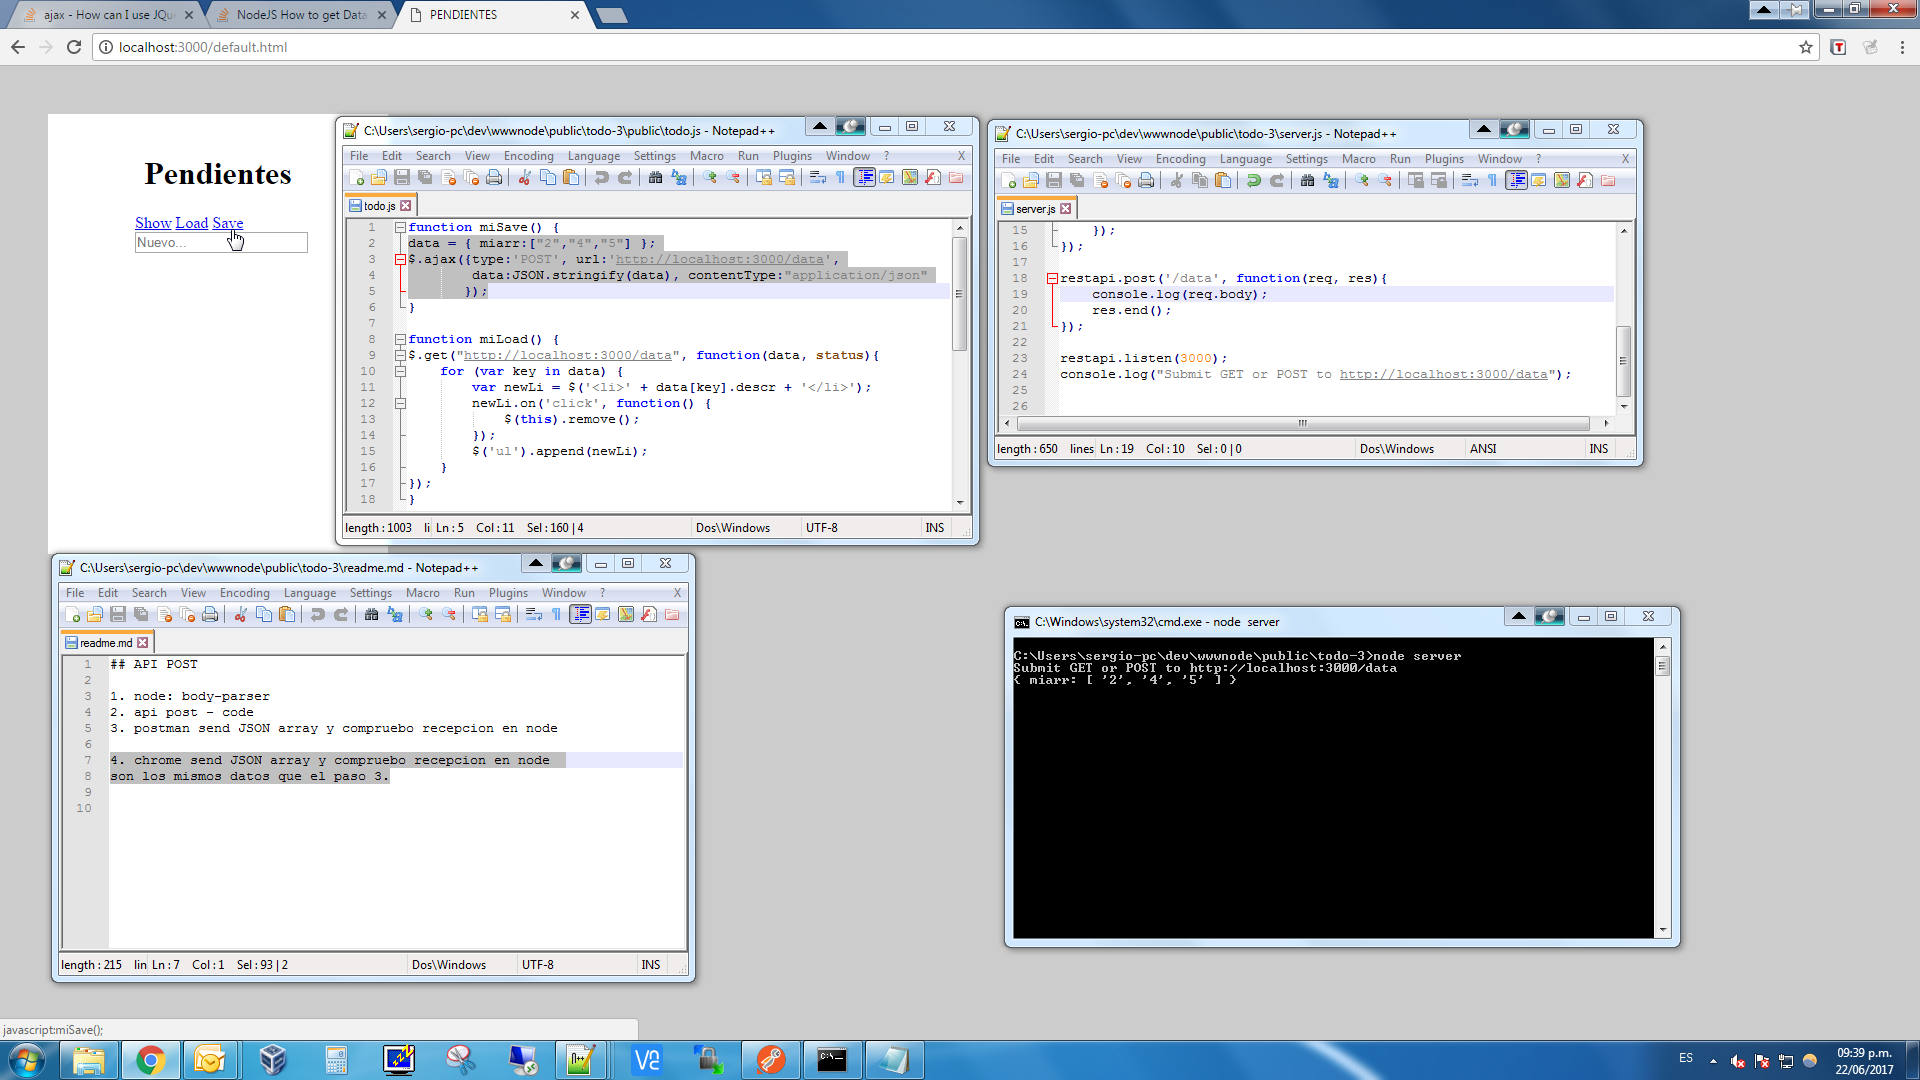 ajax - How can I use JQu
NodeJS How to get Data
PENDIENTES
localhost:3000/default.html
Pendientes
Show Load Save
Nuevo...
C:\Users\sergio-pc\dev\wwwnode\public\todo-3\public\todo.js - Notepad++
File Edit Search View Encoding Language Settings Macro Run Plugins Window ? X
todo.js
1 function miSave() {
2 data = { miarr:["2","4","5"] };
3 $.ajax({type:'POST', url:'http://localhost:3000/data',
4 data:JSON.stringify(data), contentType:"application/json"
5 });
6 }
7
8 function miLoad() {
9 $.get("http://localhost:3000/data", function(data, status){
10 for (var key in data) {
11 var newLi = $('<li>' + data[key].descr + '</li>');
12 newLi.on('click', function() {
13 $(this).remove();
14 });
15 $('ul').append(newLi);
16 }
17 });
18 }
length : 1003 li Ln : 5 Col : 11 Sel : 160 | 4 Dos\Windows UTF-8 INS
C:\Users\sergio-pc\dev\wwwnode\public\todo-3\server.js - Notepad++
File Edit Search View Encoding Language Settings Macro Run Plugins Window ? X
server.js
15 });
16 });
17
18 restapi.post('/data', function(req, res){
19 console.log(req.body);
20 res.end();
21 });
22
23 restapi.listen(3000);
24 console.log("Submit GET or POST to http://localhost:3000/data");
25
26
length : 650 lines Ln : 19 Col : 10 Sel : 0 | 0 Dos\Windows ANSI INS
C:\Users\sergio-pc\dev\wwwnode\public\todo-3\readme.md - Notepad++
File Edit Search View Encoding Language Settings Macro Run Plugins Window ? X
readme.md
1 ## API POST
2
3 1. node: body-parser
4 2. api post - code
5 3. postman send JSON array y compruebo recepcion en node
6
7 4. chrome send JSON array y compruebo recepcion en node
8 son los mismos datos que el paso 3.
9
10
length : 215 lin Ln : 7 Col : 1 Sel : 93 | 2 Dos\Windows UTF-8 INS
C:\Windows\system32\cmd.exe - node server
C:\Users\sergio-pc\dev\wwwnode\public\todo-3>node server
Submit GET or POST to http://localhost:3000/data
{ miarr: [ '2', '4', '5' ] }
javascript:miSave();
ES
09:39 p.m.
22/06/2017